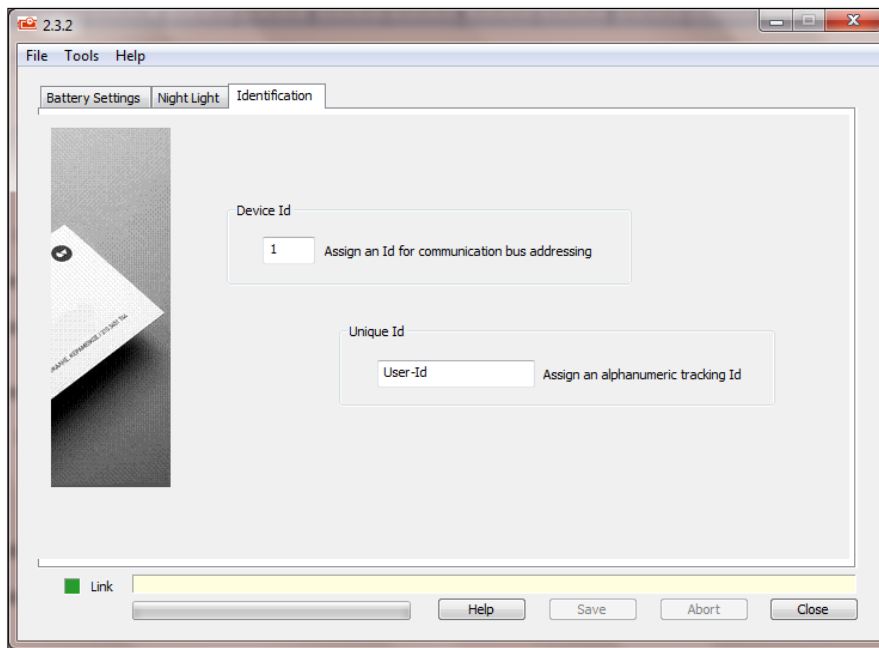 2.3.2
File Tools Help
Battery Settings Night Light Identification
Device Id
1 Assign an Id for communication bus addressing
Unique Id
User-Id Assign an alphanumeric tracking Id
Link
Help Save Abort Close